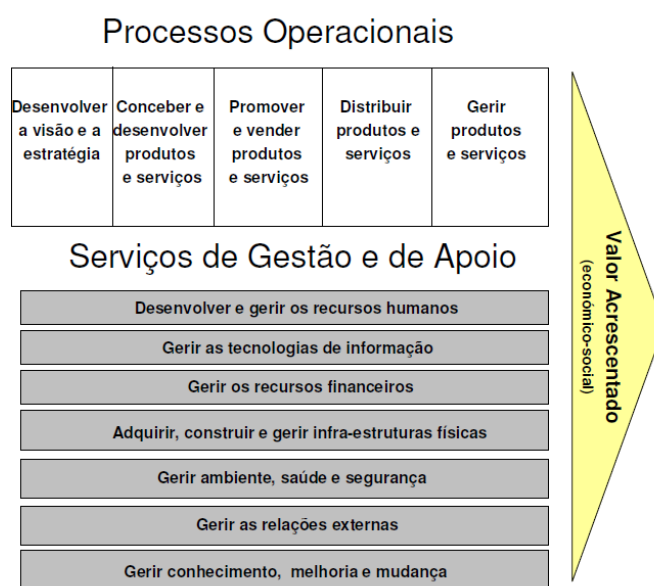 Processos Operacionais
Desenvolver
a visão e a
estratégia
Conceber e
desenvolver
produtos
e serviços
Promover
e vender
produtos
e serviços
Distribuir
produtos e
serviços
Gerir
produtos
e serviços
Serviços de Gestão e de Apoio
Desenvolver e gerir os recursos humanos
Gerir as tecnologias de informação
Gerir os recursos financeiros
Adquirir, construir e gerir infra-estruturas físicas
Gerir ambiente, saúde e segurança
Gerir as relações externas
Gerir conhecimento, melhoria e mudança
Valor Acrescentado
(económico-social)